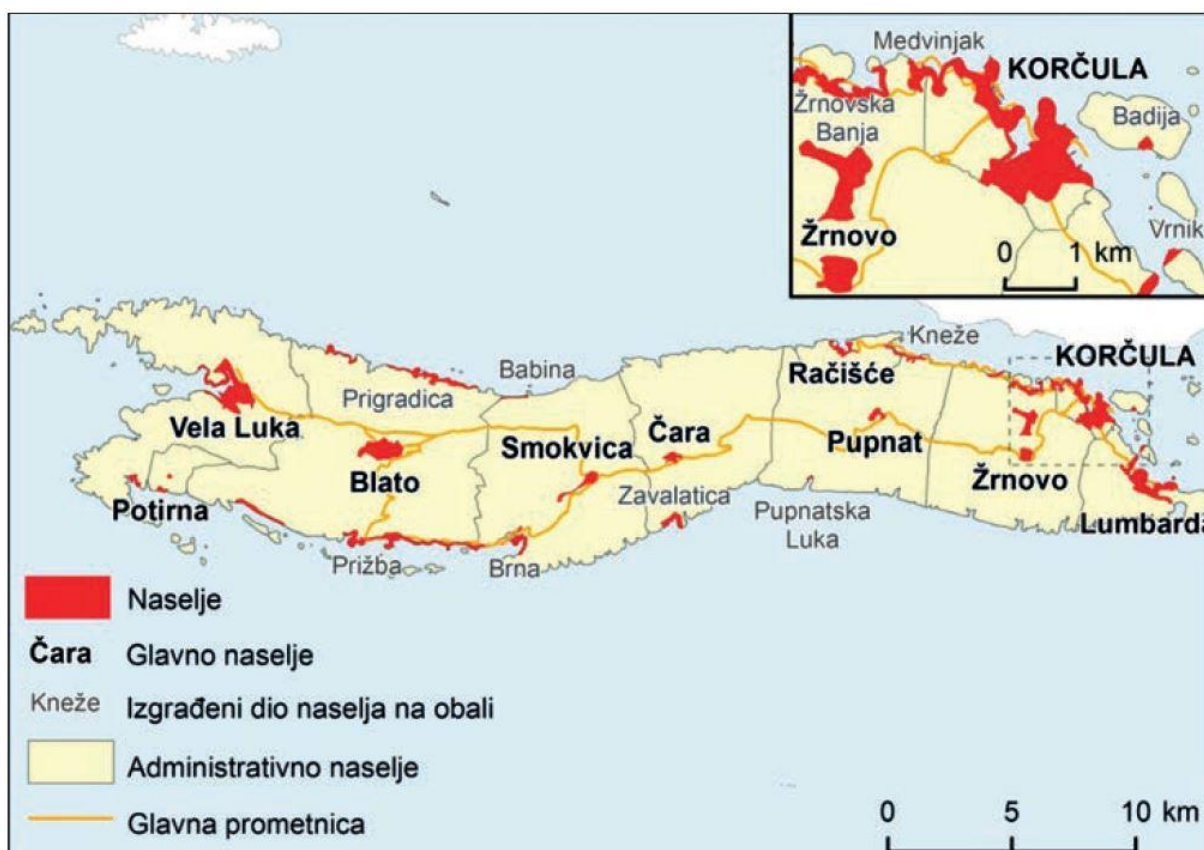 Medvinjak
KORČULA
Žrnovska
Banja
Badija
Vrnik
Žrnovo
0 1 km
Kneže
KORČULA
Babina
Račišće
Prigradica
Vela Luka
Smokvica
Čara
Pupnat
Blato
Žrnovo
Potirna
Zavalatica
Pupnatska
Luka
Lumbarda
Prižba
Brna
Naselje
Čara Glavno naselje
Kneže Izgrađeni dio naselja na obali
Administrativno naselje
Glavna prometnica
0 5 10 km